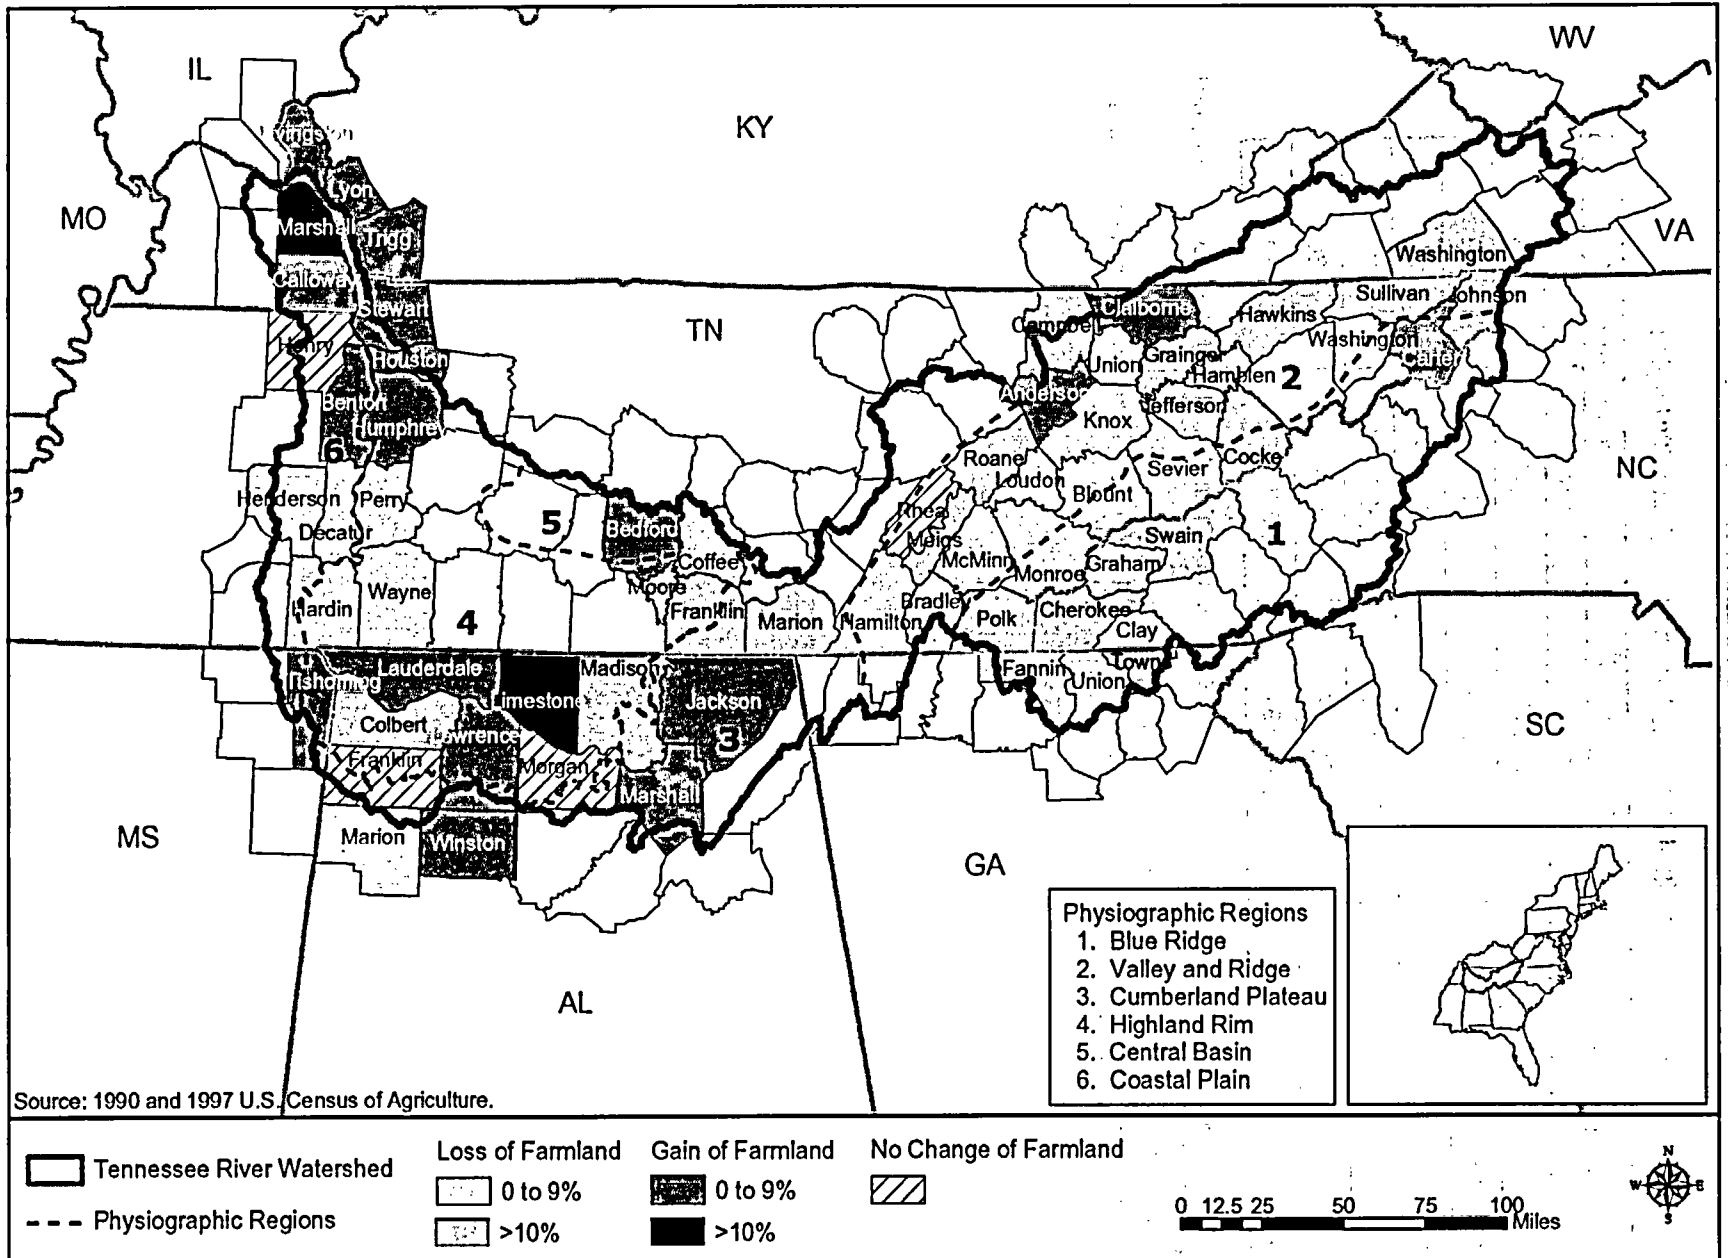 WV
IL
KY
Livingston
Lyon
MO
Marshall
Trigg
VA
Washington
Calloway
Stewart
Sullivan
Johnson
TN
Claiborne
Hawkins
Campbell
Henry
Washington
Houston
Union
Grainger
Carter
Hamblen
2
Benton
Anderson
Jefferson
Humphrey
Knox
6
Roane
Sevier
Cocke
NC
Loudon
Henderson
Perry
Blount
Rhea
5
Bedford
Decatur
Swain
1
Meigs
Coffee
McMinn
Graham
Wayne
Moore
Monroe
Hardin
Franklin
Bradley
4
Marion
Hamilton
Polk
Cherokee
Clay
Lauderdale
Madison
Fannin
Town
Tishomingo
Union
Limestone
Jackson
Colbert
SC
Lawrence
3
Franklin
Morgan
Marshall
MS
Marion
Winston
GA
AL
Physiographic Regions
1. Blue Ridge
2. Valley and Ridge
3. Cumberland Plateau
4. Highland Rim
5. Central Basin
6. Coastal Plain
Source: 1990 and 1997 U.S. Census of Agriculture.
Tennessee River Watershed
Physiographic Regions
Loss of Farmland
0 to 9%
>10%
Gain of Farmland
0 to 9%
>10%
No Change of Farmland
0 12.5 25 50 75 100
Miles
N
W E
S